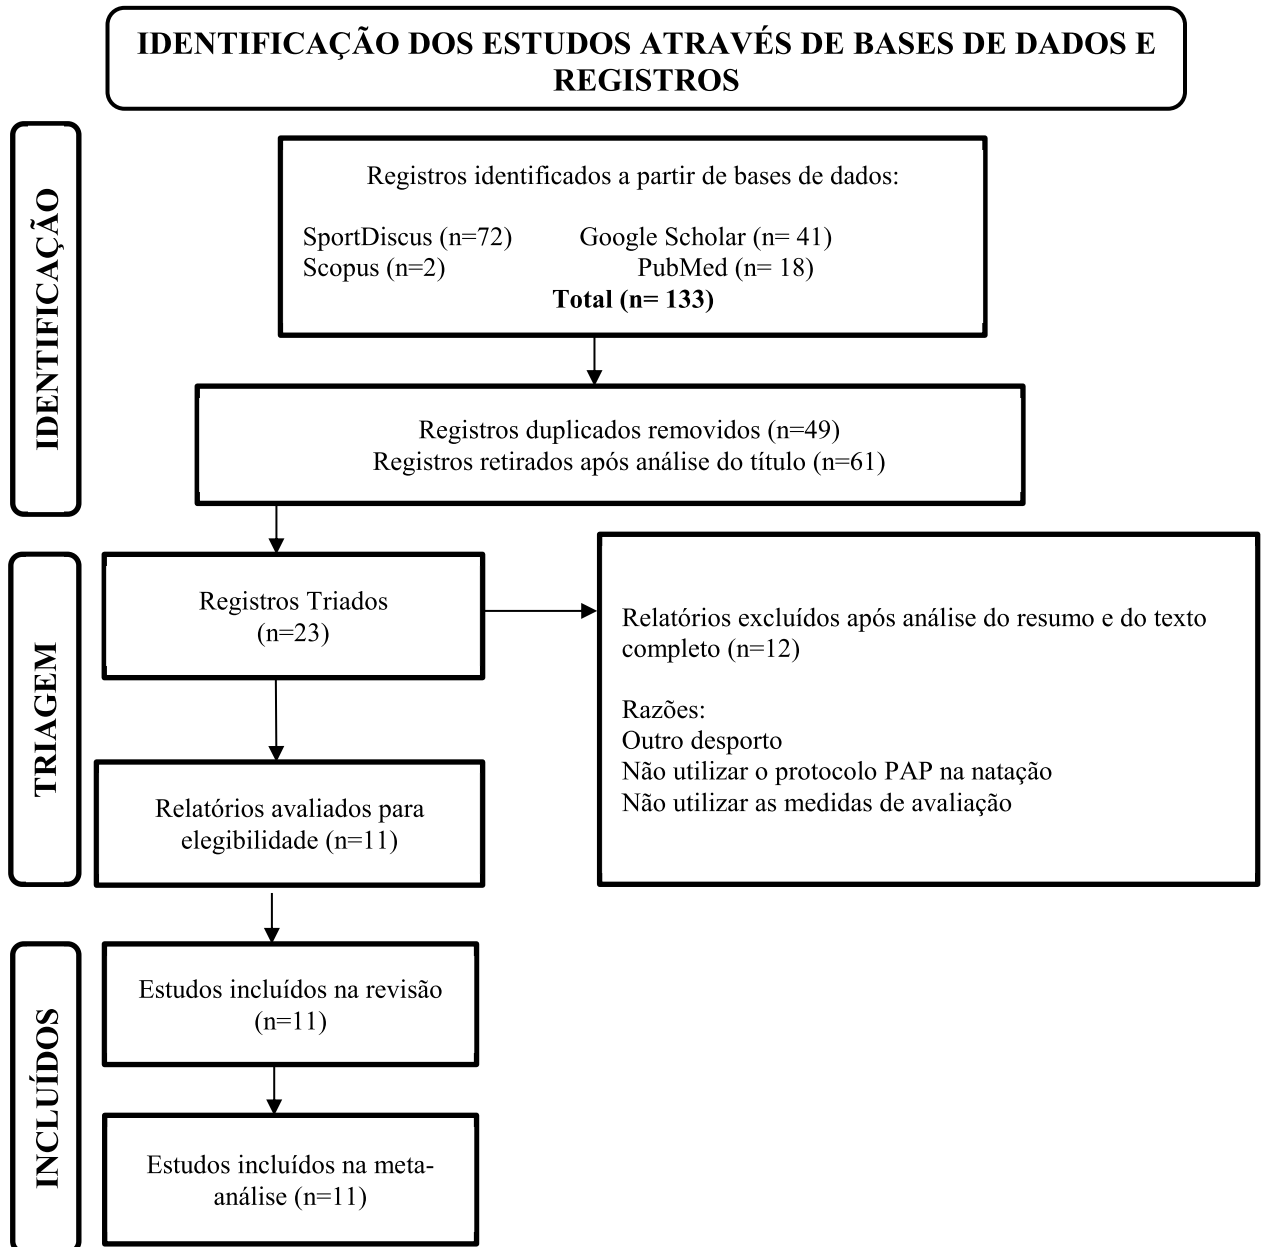 IDENTIFICAÇÃO DOS ESTUDOS ATRAVÉS DE BASES DE DADOS E
REGISTROS
IDENTIFICAÇÃO
Registros identificados a partir de bases de dados:
SportDiscus (n=72) Google Scholar (n= 41)
Scopus (n=2) PubMed (n= 18)
Total (n= 133)
Registros duplicados removidos (n=49)
Registros retirados após análise do título (n=61)
TRIAGEM
Registros Triados
(n=23)
Relatórios excluídos após análise do resumo e do texto
completo (n=12)
Razões:
Outro desporto
Não utilizar o protocolo PAP na natação
Não utilizar as medidas de avaliação
Relatórios avaliados para
elegibilidade (n=11)
INCLUÍDOS
Estudos incluídos na revisão
(n=11)
Estudos incluídos na meta-
análise (n=11)